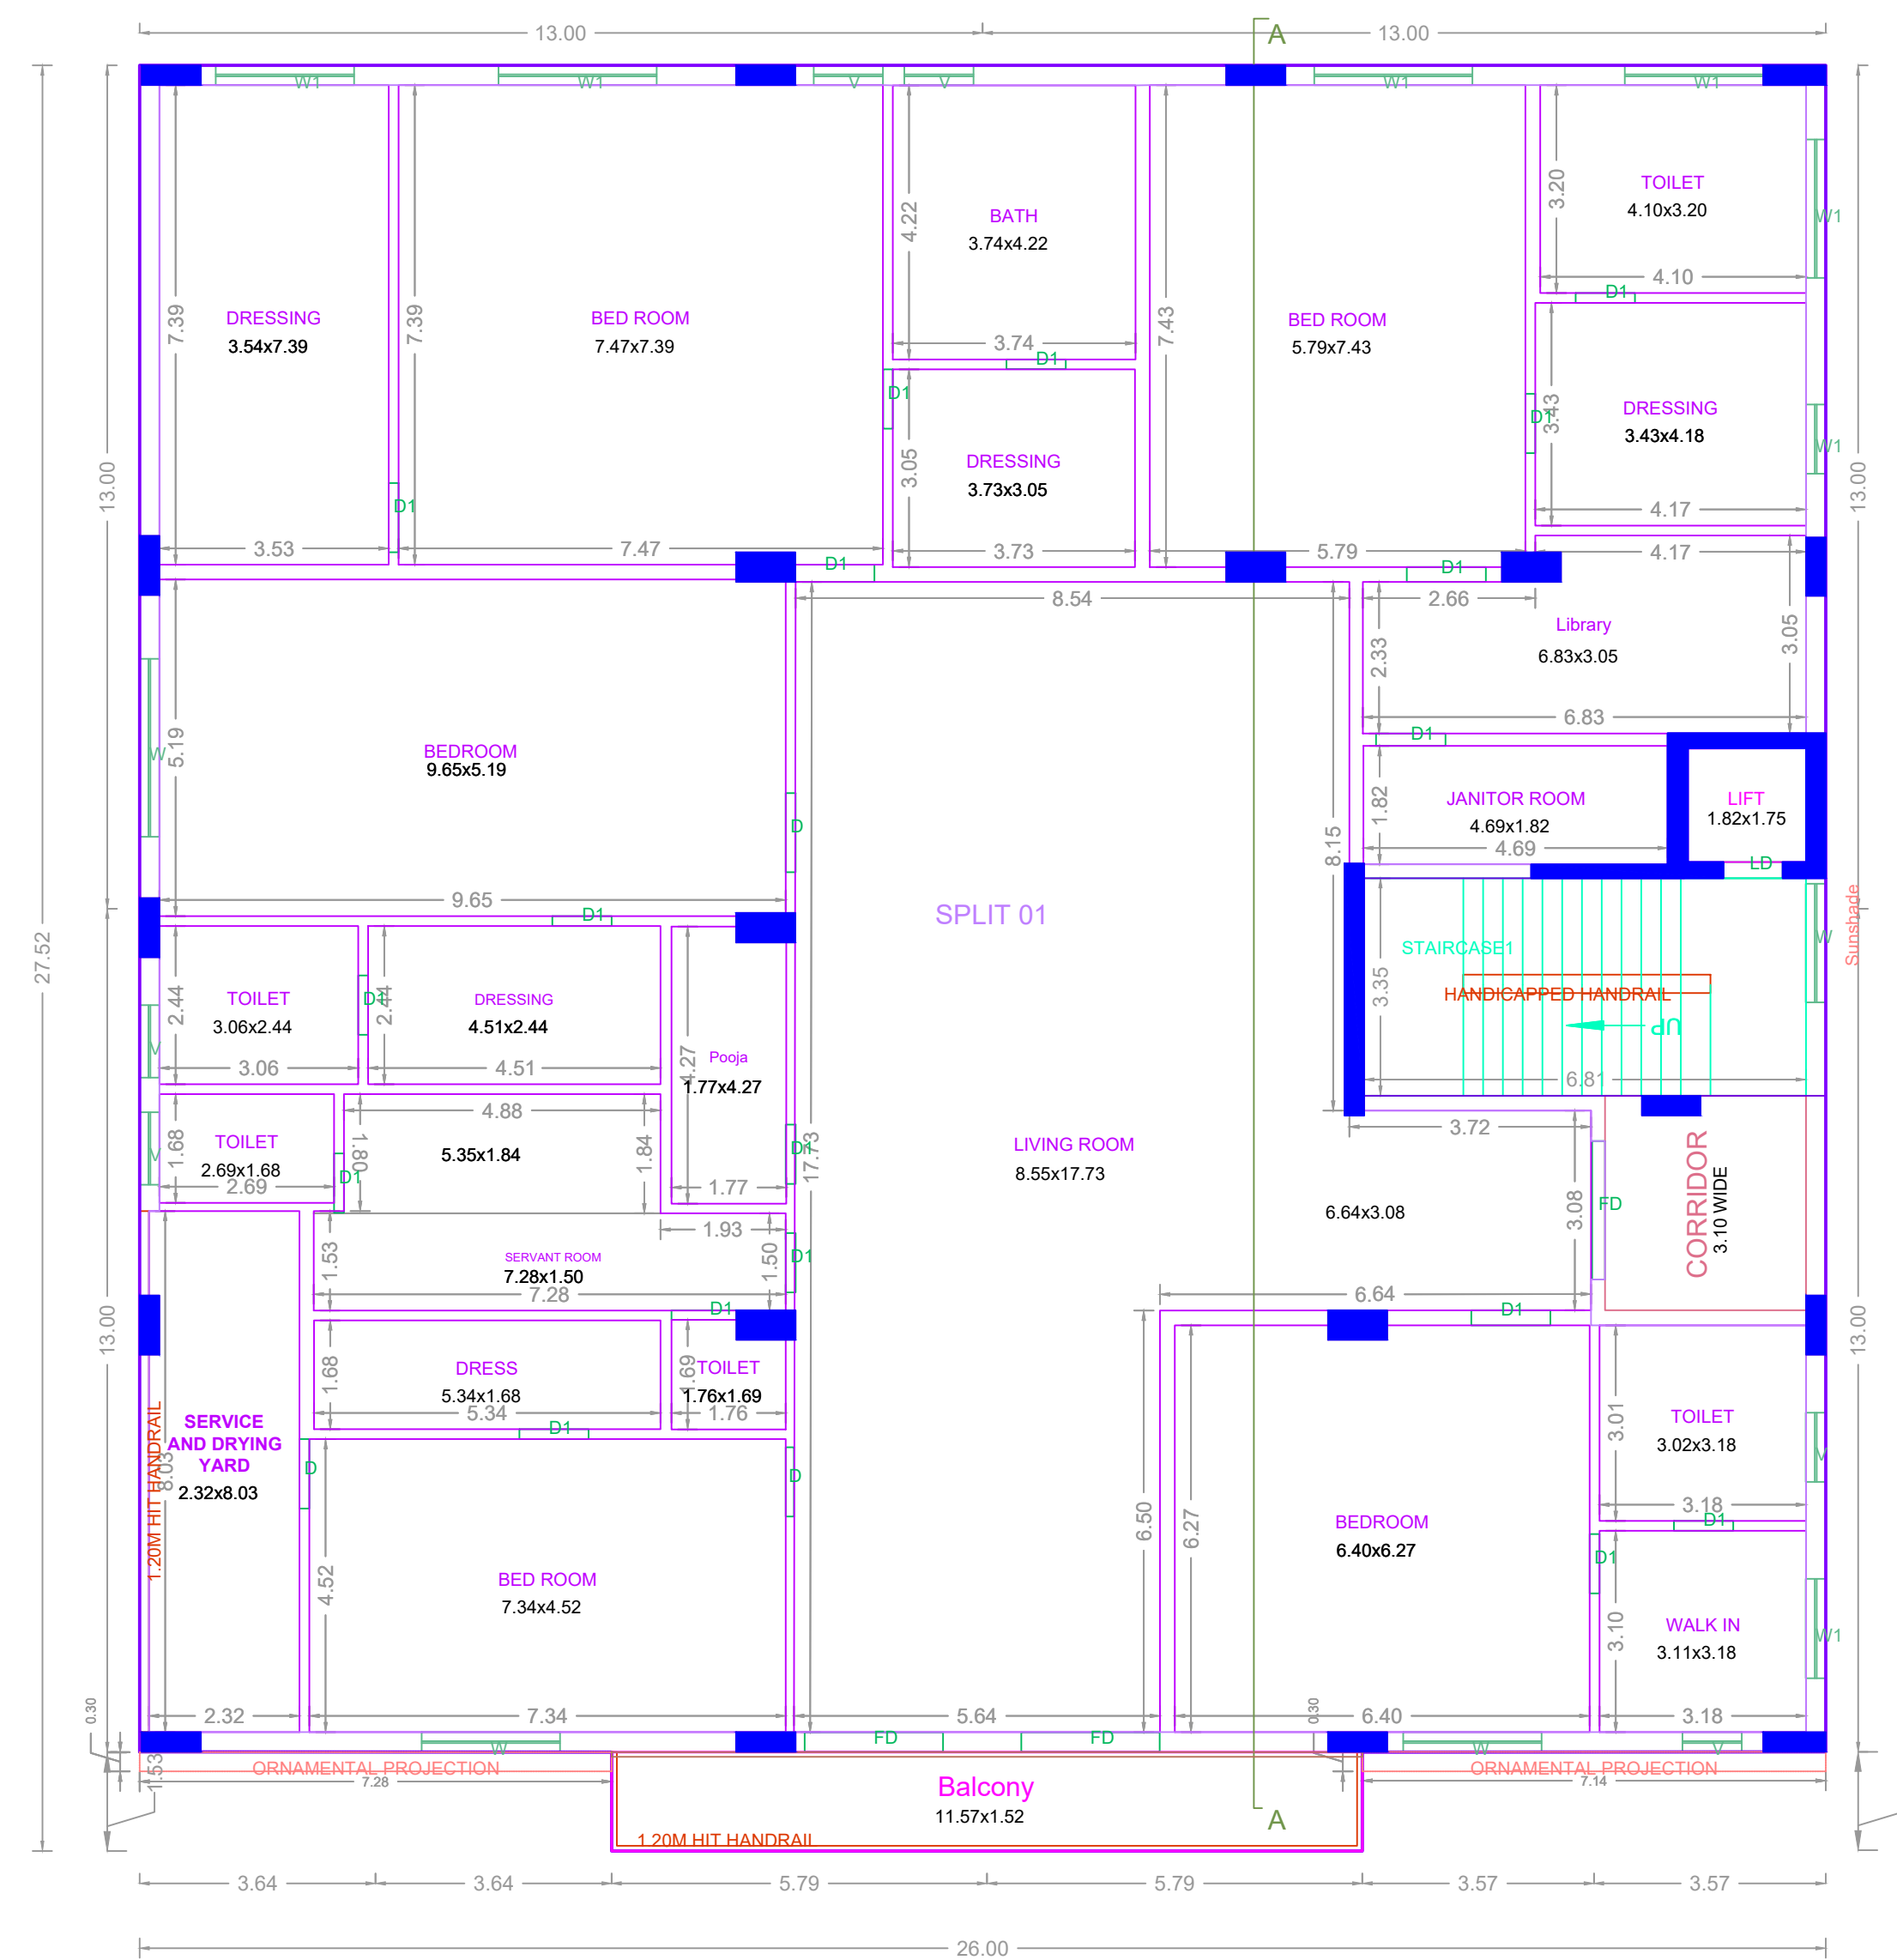 13.00
13.00
A
W1
W1
V
V
W1
W1
TOILET
4.10x3.20
3.20
4.10
W1
BATH
3.74x4.22
4.22
3.74
D1
D1
DRESSING
3.54x7.39
7.39
BED ROOM
7.47x7.39
7.39
BED ROOM
5.79x7.43
7.43
D1
DRESSING
3.43x4.18
3.43
D1
W1
DRESSING
3.73x3.05
3.05
D1
13.00
13.00
3.53
7.47
3.73
5.79
4.17
4.17
D1
D1
8.54
2.66
Library
6.83x3.05
2.33
3.05
6.83
D1
BEDROOM
9.65x5.19
5.19
W
D
9.65
JANITOR ROOM
4.69x1.82
1.82
4.69
LIFT
1.82x1.75
LD
8.15
SPLIT 01
27.52
D1
STAIRCASE1
HANDICAPPED HANDRAIL
UP
3.35
6.81
W
Sunshade
TOILET
3.06x2.44
2.44
3.06
V
D1
DRESSING
4.51x2.44
2.44
4.51
Pooja
1.77x4.27
4.27
1.77
D1
4.88
TOILET
2.69x1.68
1.68
2.69
V
D1
1.80
5.35x1.84
1.84
LIVING ROOM
8.55x17.73
17.73
3.72
6.64x3.08
3.08
6.64
FD
CORRIDOR
3.10 WIDE
1.93
SERVANT ROOM
7.28x1.50
1.53
1.50
7.28
D1
D1
D1
13.00
13.00
DRESS
5.34x1.68
1.68
5.34
D1
TOILET
1.76x1.69
1.69
1.76
SERVICE
AND DRYING
YARD
2.32x8.03
8.03
1.20M HIT HANDRAIL
D
D
BED ROOM
7.34x4.52
4.52
6.50
6.27
BEDROOM
6.40x6.27
TOILET
3.02x3.18
3.01
3.18
V
D1
D1
WALK IN
3.11x3.18
3.10
W1
0.30
0.30
2.32
7.34
5.64
6.40
3.18
W
FD
FD
W
V
1.53
ORNAMENTAL PROJECTION
7.28
ORNAMENTAL PROJECTION
7.14
Balcony
11.57x1.52
A
1.20M HIT HANDRAIL
3.64
3.64
5.79
5.79
3.57
3.57
26.00